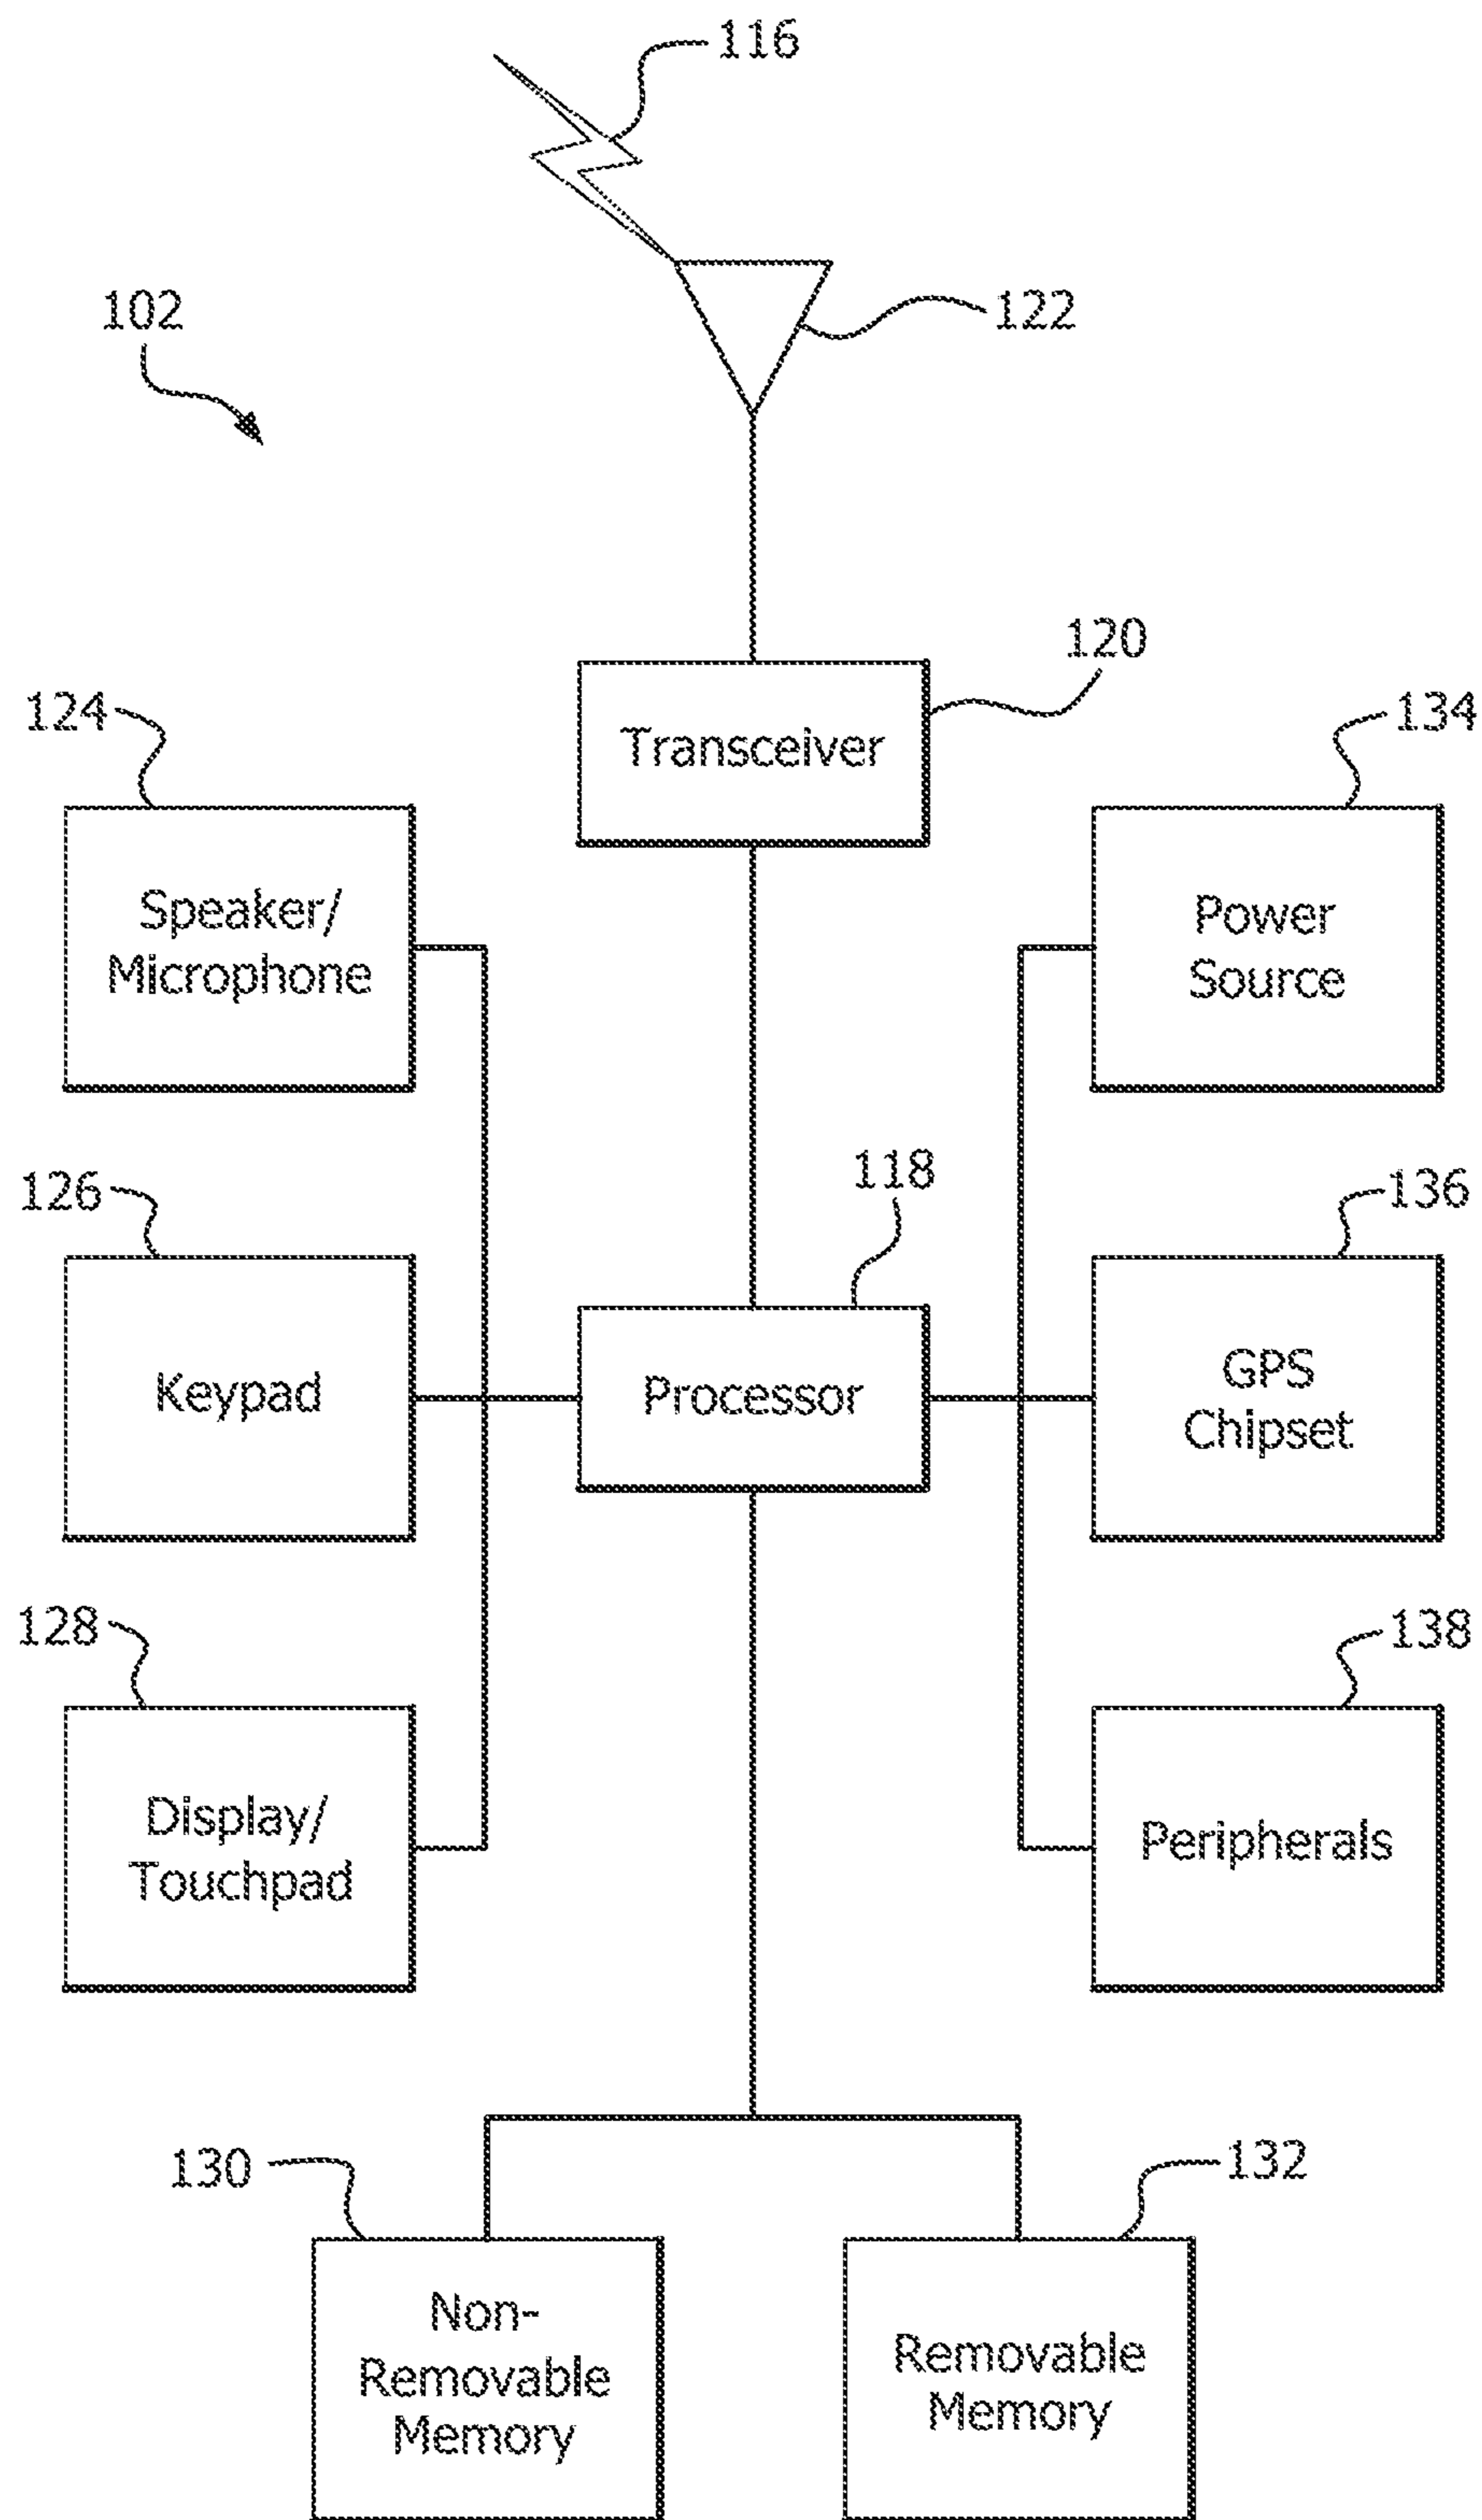 116
102
122
120
124
134
Transceiver
Speaker/
Microphone
Power
Source
118
126
136
Keypad
Processor
GPS
Chipset
128
138
Display/
Touchpad
Peripherals
130
132
Non-
Removable
Memory
Removable
Memory